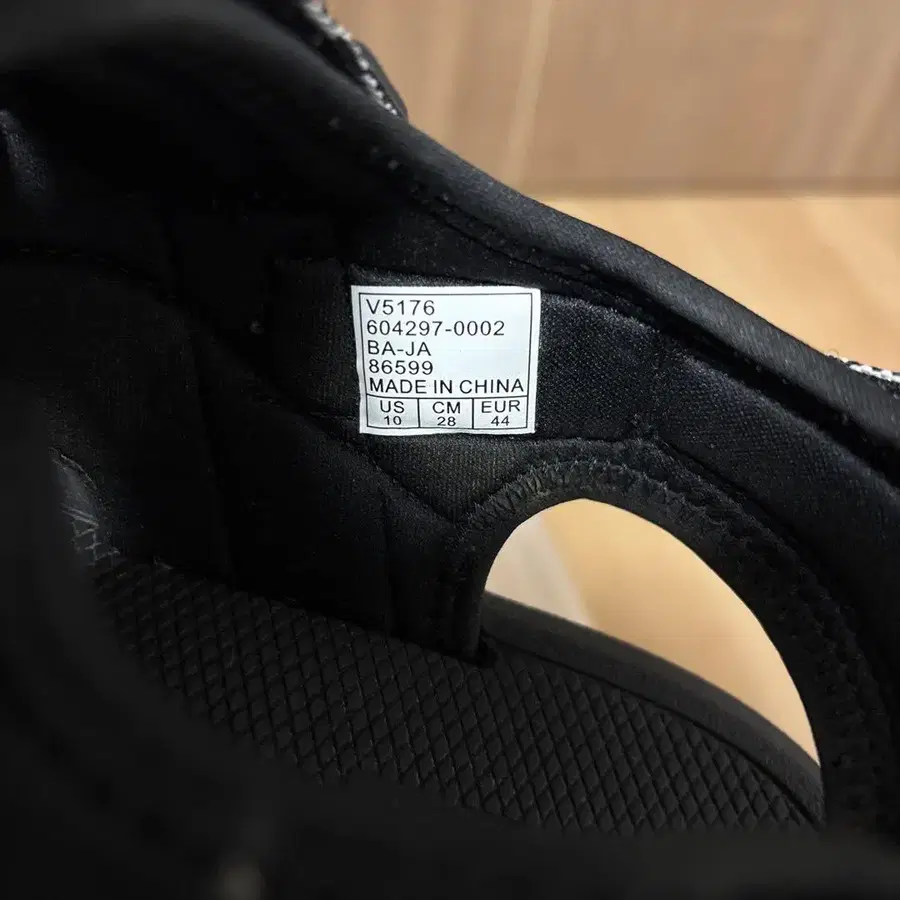 V5176
604297-0002
BA-JA
86599
MADE IN CHINA
US CM EUR
10 28 44